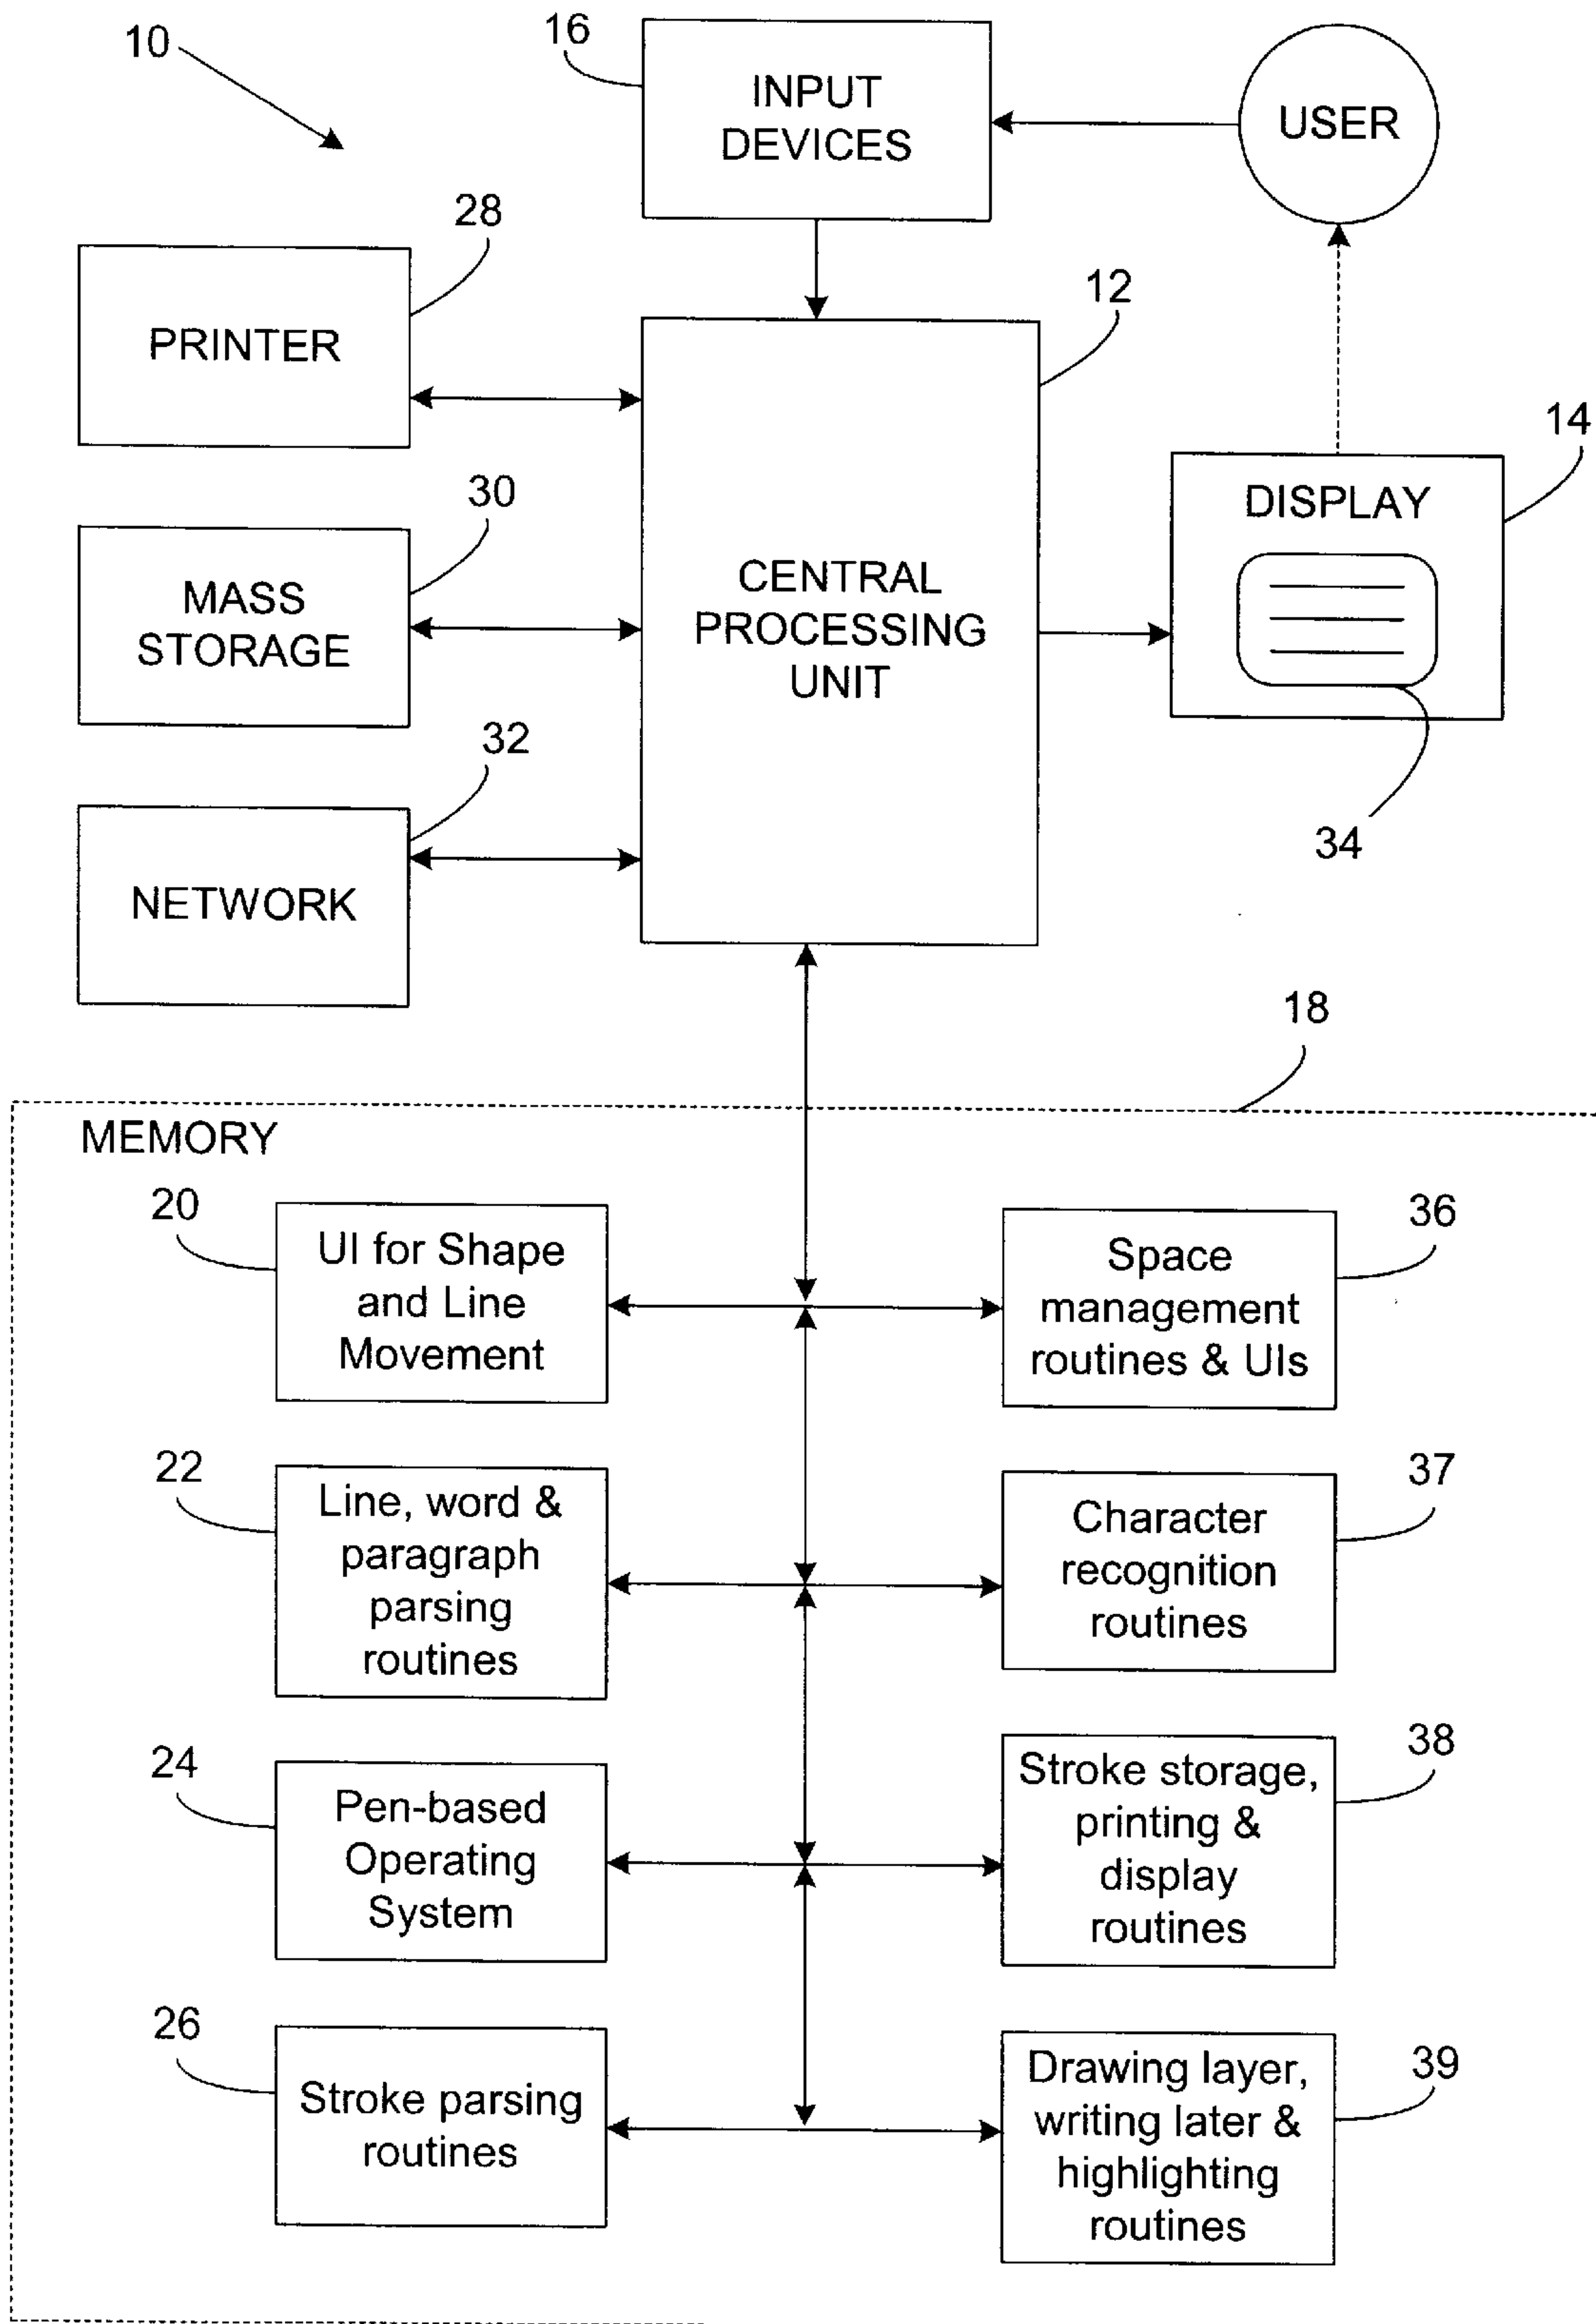 10
16
INPUT
DEVICES
USER
28
PRINTER
12
14
DISPLAY
30
MASS
STORAGE
CENTRAL
PROCESSING
UNIT
34
32
NETWORK
18
MEMORY
20
UI for Shape
and Line
Movement
36
Space
management
routines & UIs
22
Line, word &
paragraph
parsing
routines
37
Character
recognition
routines
24
Pen-based
Operating
System
38
Stroke storage,
printing &
display
routines
26
Stroke parsing
routines
39
Drawing layer,
writing later &
highlighting
routines